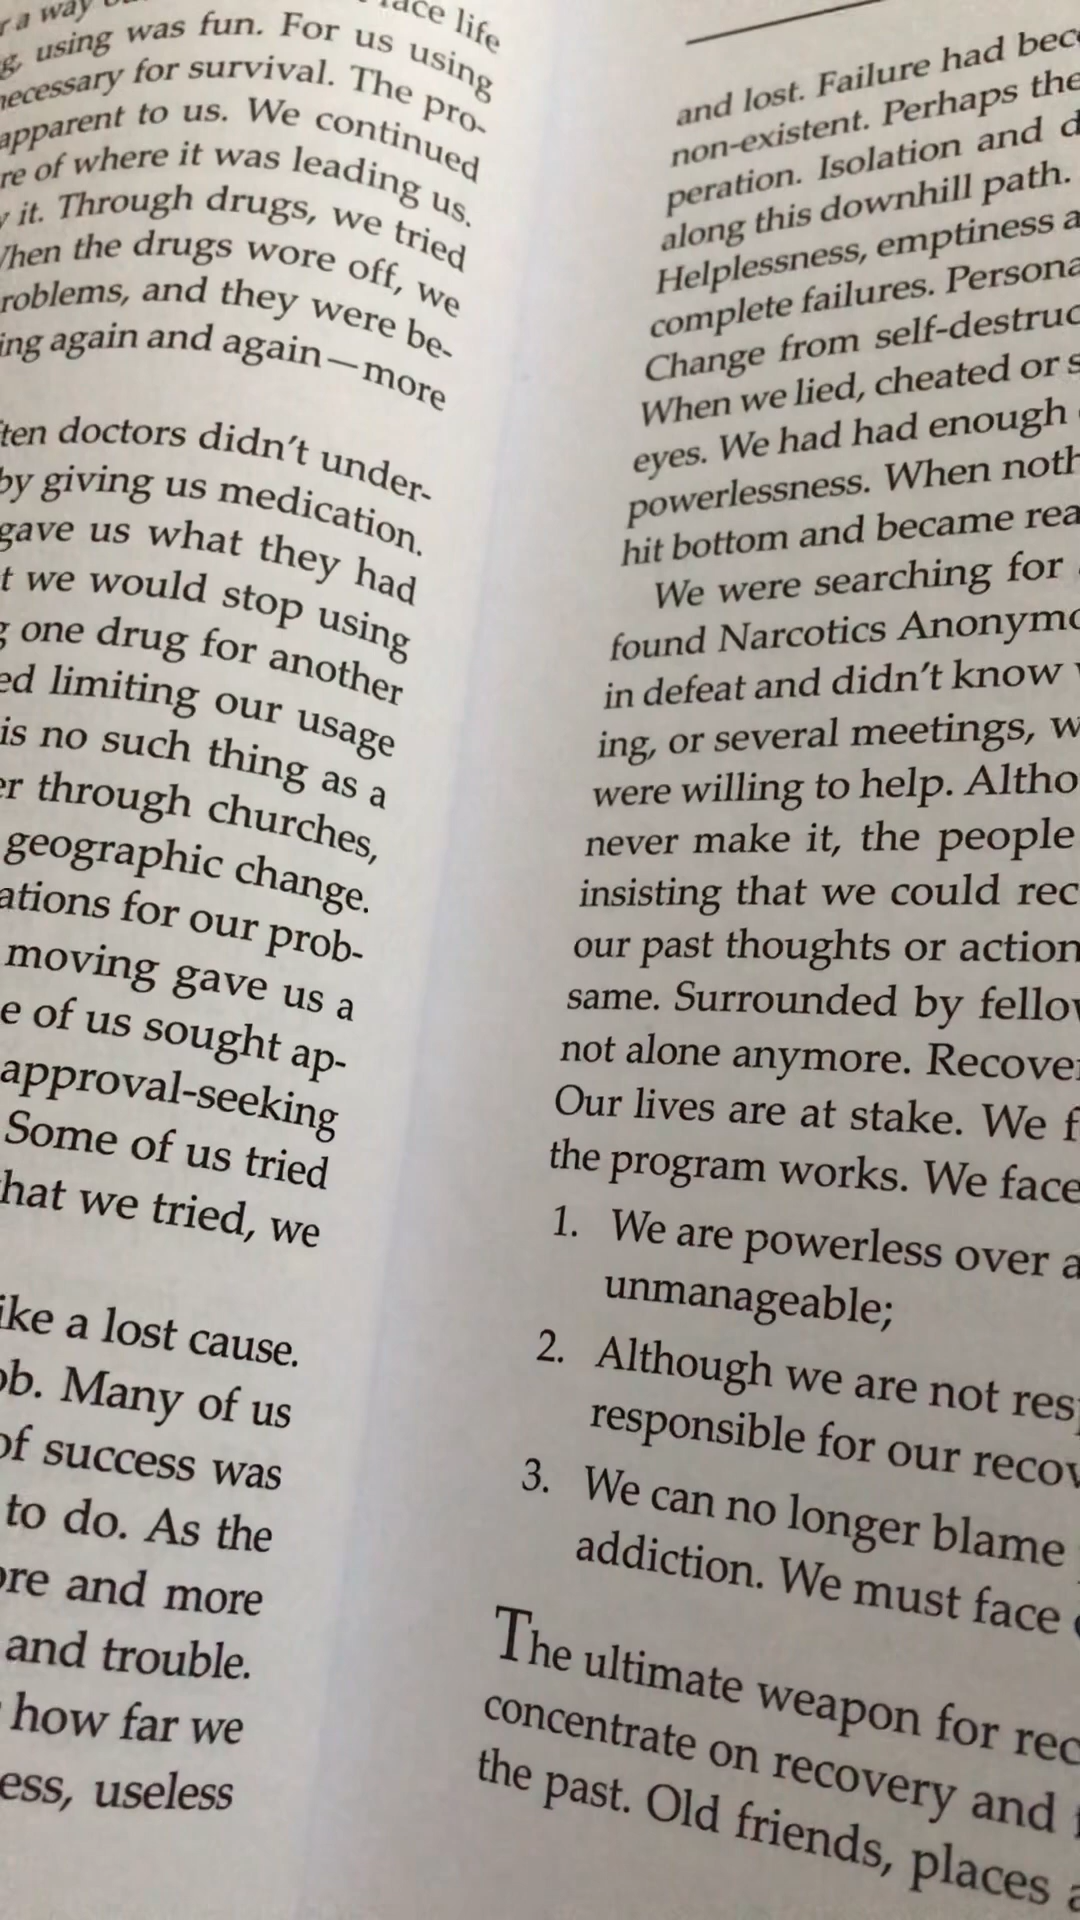 r a way
face life
g, using was fun. For us using
necessary for survival. The pro-
apparent to us. We continued
re of where it was leading us.
y it. Through drugs, we tried
When the drugs wore off, we
roblems, and they were be-
ing again and again—more
ten doctors didn't under-
by giving us medication.
gave us what they had
t we would stop using
g one drug for another
ed limiting our usage
is no such thing as a
er through churches,
geographic change.
ations for our prob-
moving gave us a
e of us sought ap-
approval-seeking
Some of us tried
hat we tried, we
ike a lost cause.
ob. Many of us
of success was
to do. As the
ore and more
and trouble.
how far we
ess, useless
and lost. Failure had bec
non-existent. Perhaps the
peration. Isolation and d
along this downhill path.
Helplessness, emptiness a
complete failures. Persona
Change from self-destruc
When we lied, cheated or s
eyes. We had had enough
powerlessness. When noth
hit bottom and became rea
We were searching for
found Narcotics Anonymo
in defeat and didn't know
ing, or several meetings, w
were willing to help. Altho
never make it, the people
insisting that we could rec
our past thoughts or action
same. Surrounded by fellow
not alone anymore. Recover
Our lives are at stake. We f
the program works. We face
1. We are powerless over a
unmanageable;
2. Although we are not resp
responsible for our recov
3. We can no longer blame
addiction. We must face
The ultimate weapon for rec
concentrate on recovery and
the past. Old friends, places a